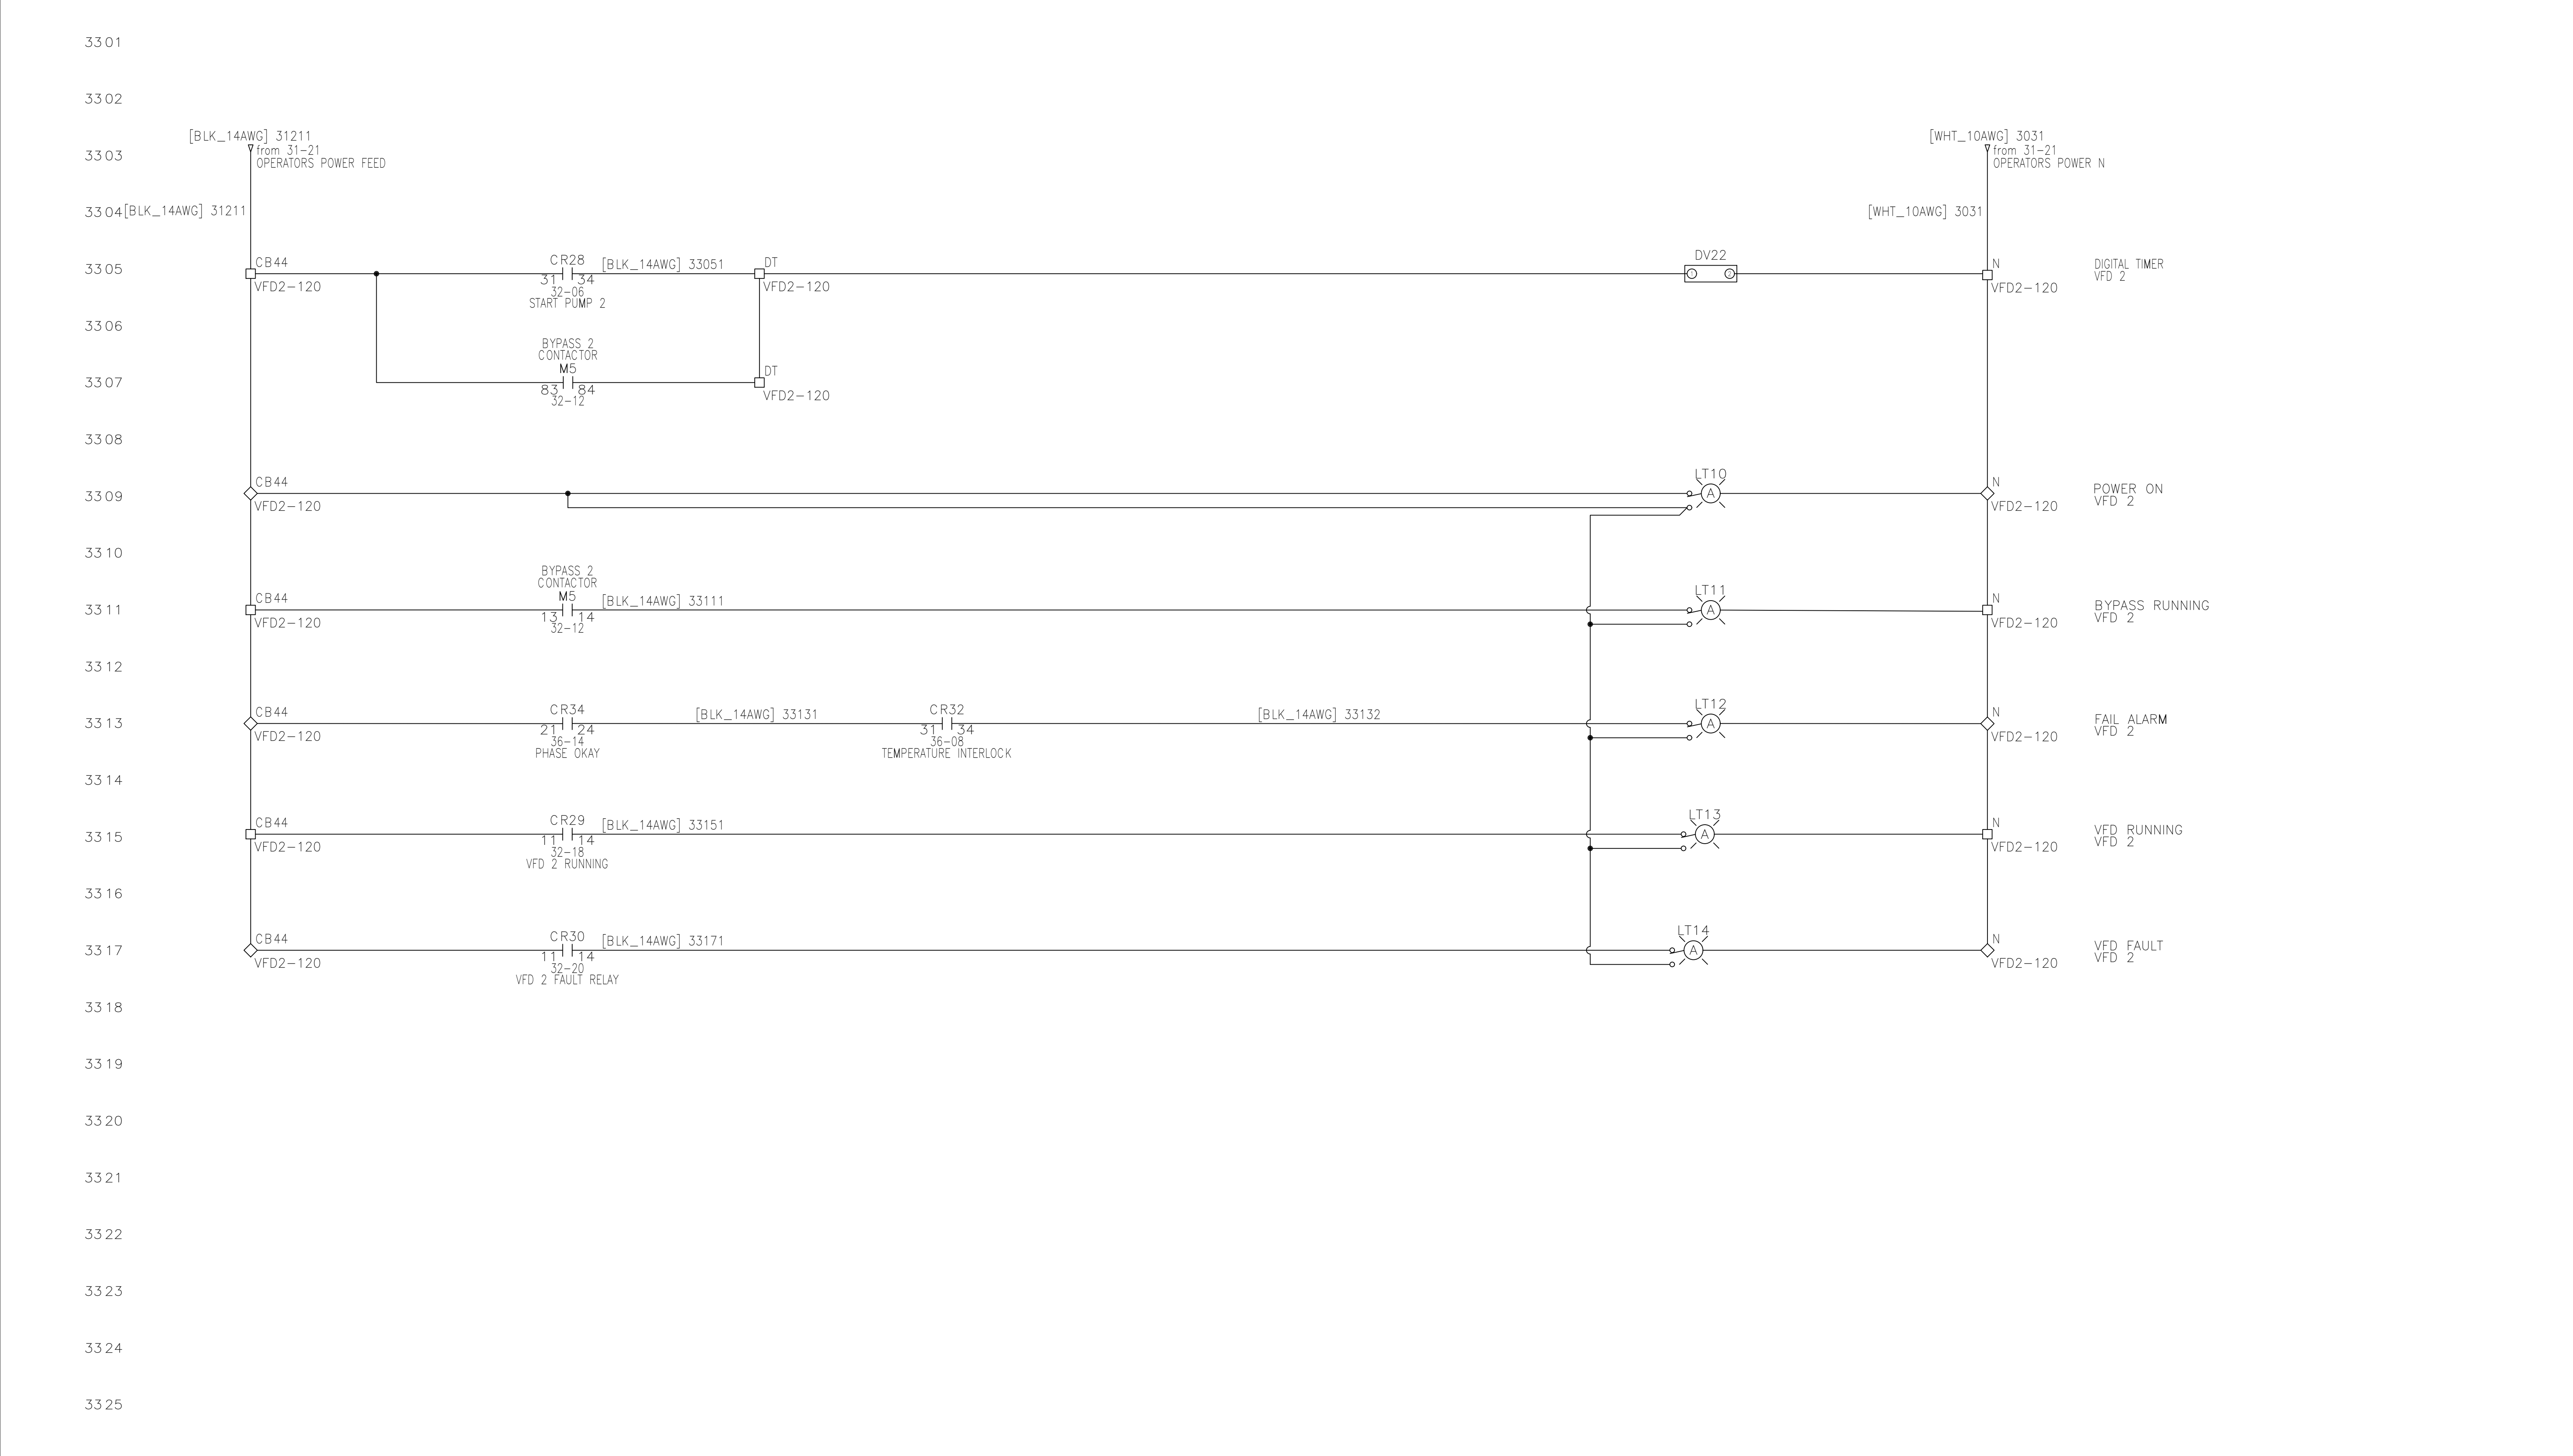 3301
3302
[BLK_14AWG] 31211
[WHT_10AWG] 3031
3303
from 31-21
OPERATORS POWER FEED
from 31-21
OPERATORS POWER N
3304
[BLK_14AWG] 31211
[WHT_10AWG] 3031
3305
CB44
VFD2-120
CR28
31 34
32-06
START PUMP 2
[BLK_14AWG] 33051
DT
VFD2-120
DV22
1 2
N
VFD2-120
DIGITAL TIMER
VFD 2
3306
BYPASS 2
CONTACTOR
3307
M5
83 84
32-12
DT
VFD2-120
3308
3309
CB44
VFD2-120
LT10
A
N
VFD2-120
POWER ON
VFD 2
3310
BYPASS 2
CONTACTOR
3311
CB44
VFD2-120
M5
13 14
32-12
[BLK_14AWG] 33111
LT11
A
N
VFD2-120
BYPASS RUNNING
VFD 2
3312
3313
CB44
VFD2-120
CR34
21 24
36-14
PHASE OKAY
[BLK_14AWG] 33131
CR32
31 34
36-08
TEMPERATURE INTERLOCK
[BLK_14AWG] 33132
LT12
A
N
VFD2-120
FAIL ALARM
VFD 2
3314
3315
CB44
VFD2-120
CR29
11 14
32-18
VFD 2 RUNNING
[BLK_14AWG] 33151
LT13
A
N
VFD2-120
VFD RUNNING
VFD 2
3316
3317
CB44
VFD2-120
CR30
11 14
32-20
VFD 2 FAULT RELAY
[BLK_14AWG] 33171
LT14
A
N
VFD2-120
VFD FAULT
VFD 2
3318
3319
3320
3321
3322
3323
3324
3325